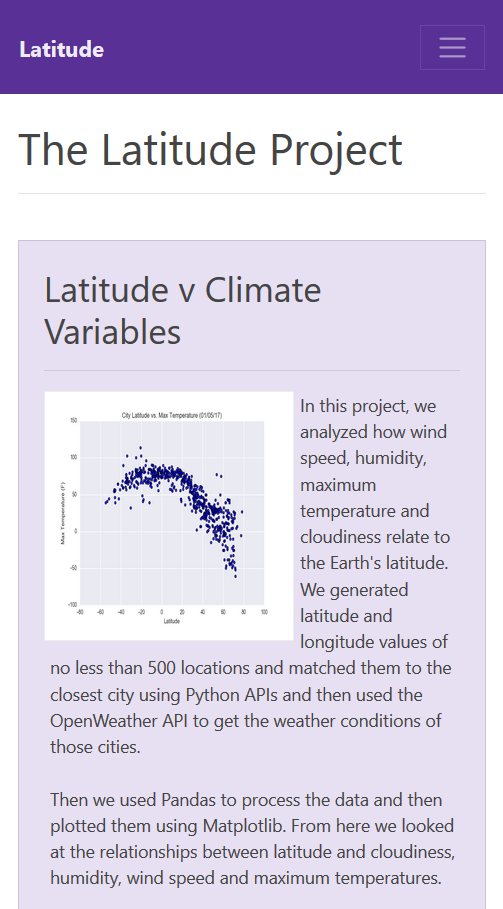 Latitude
The Latitude Project
Latitude v Climate
Variables
City Latitude vs. Max Temperature (01/05/17)
Max Temperature (F)
150
100
50
0
-50
-100
-80 -60 -40 -20 0 20 40 60 80 100
Latitude
In this project, we
analyzed how wind
speed, humidity,
maximum
temperature and
cloudiness relate to
the Earth's latitude.
We generated
latitude and
longitude values of
no less than 500 locations and matched them to the
closest city using Python APIs and then used the
OpenWeather API to get the weather conditions of
those cities.
Then we used Pandas to process the data and then
plotted them using Matplotlib. From here we looked
at the relationships between latitude and cloudiness,
humidity, wind speed and maximum temperatures.